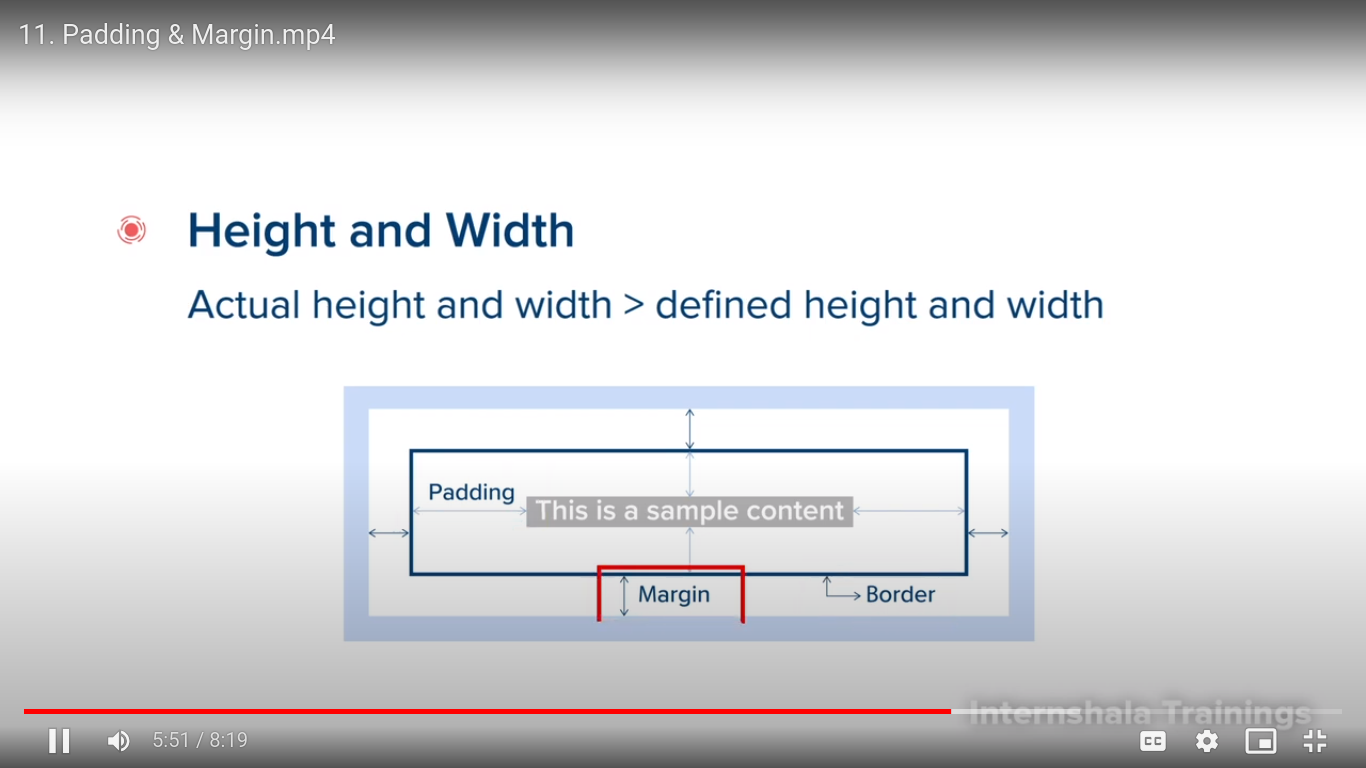 11. Padding & Margin.mp4
Height and Width
Actual height and width > defined height and width
Padding
This is a sample content
Margin
Border
Internshala Trainings
5:51 / 8:19
CC